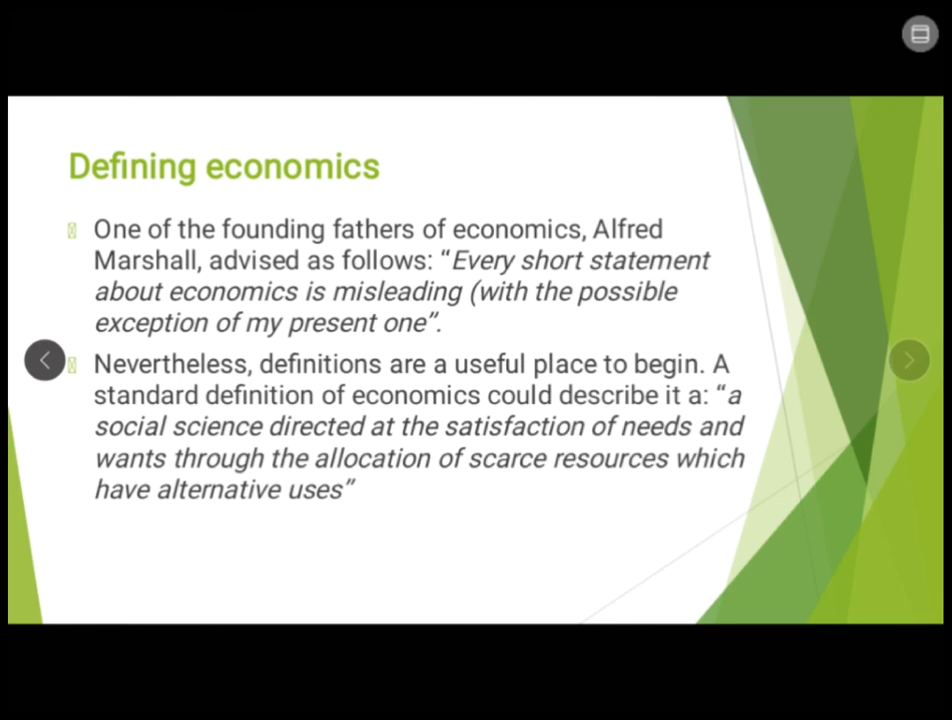 Defining economics
One of the founding fathers of economics, Alfred
Marshall, advised as follows: “Every short statement
about economics is misleading (with the possible
exception of my present one”.
Nevertheless, definitions are a useful place to begin. A
standard definition of economics could describe it a: “a
social science directed at the satisfaction of needs and
wants through the allocation of scarce resources which
have alternative uses”